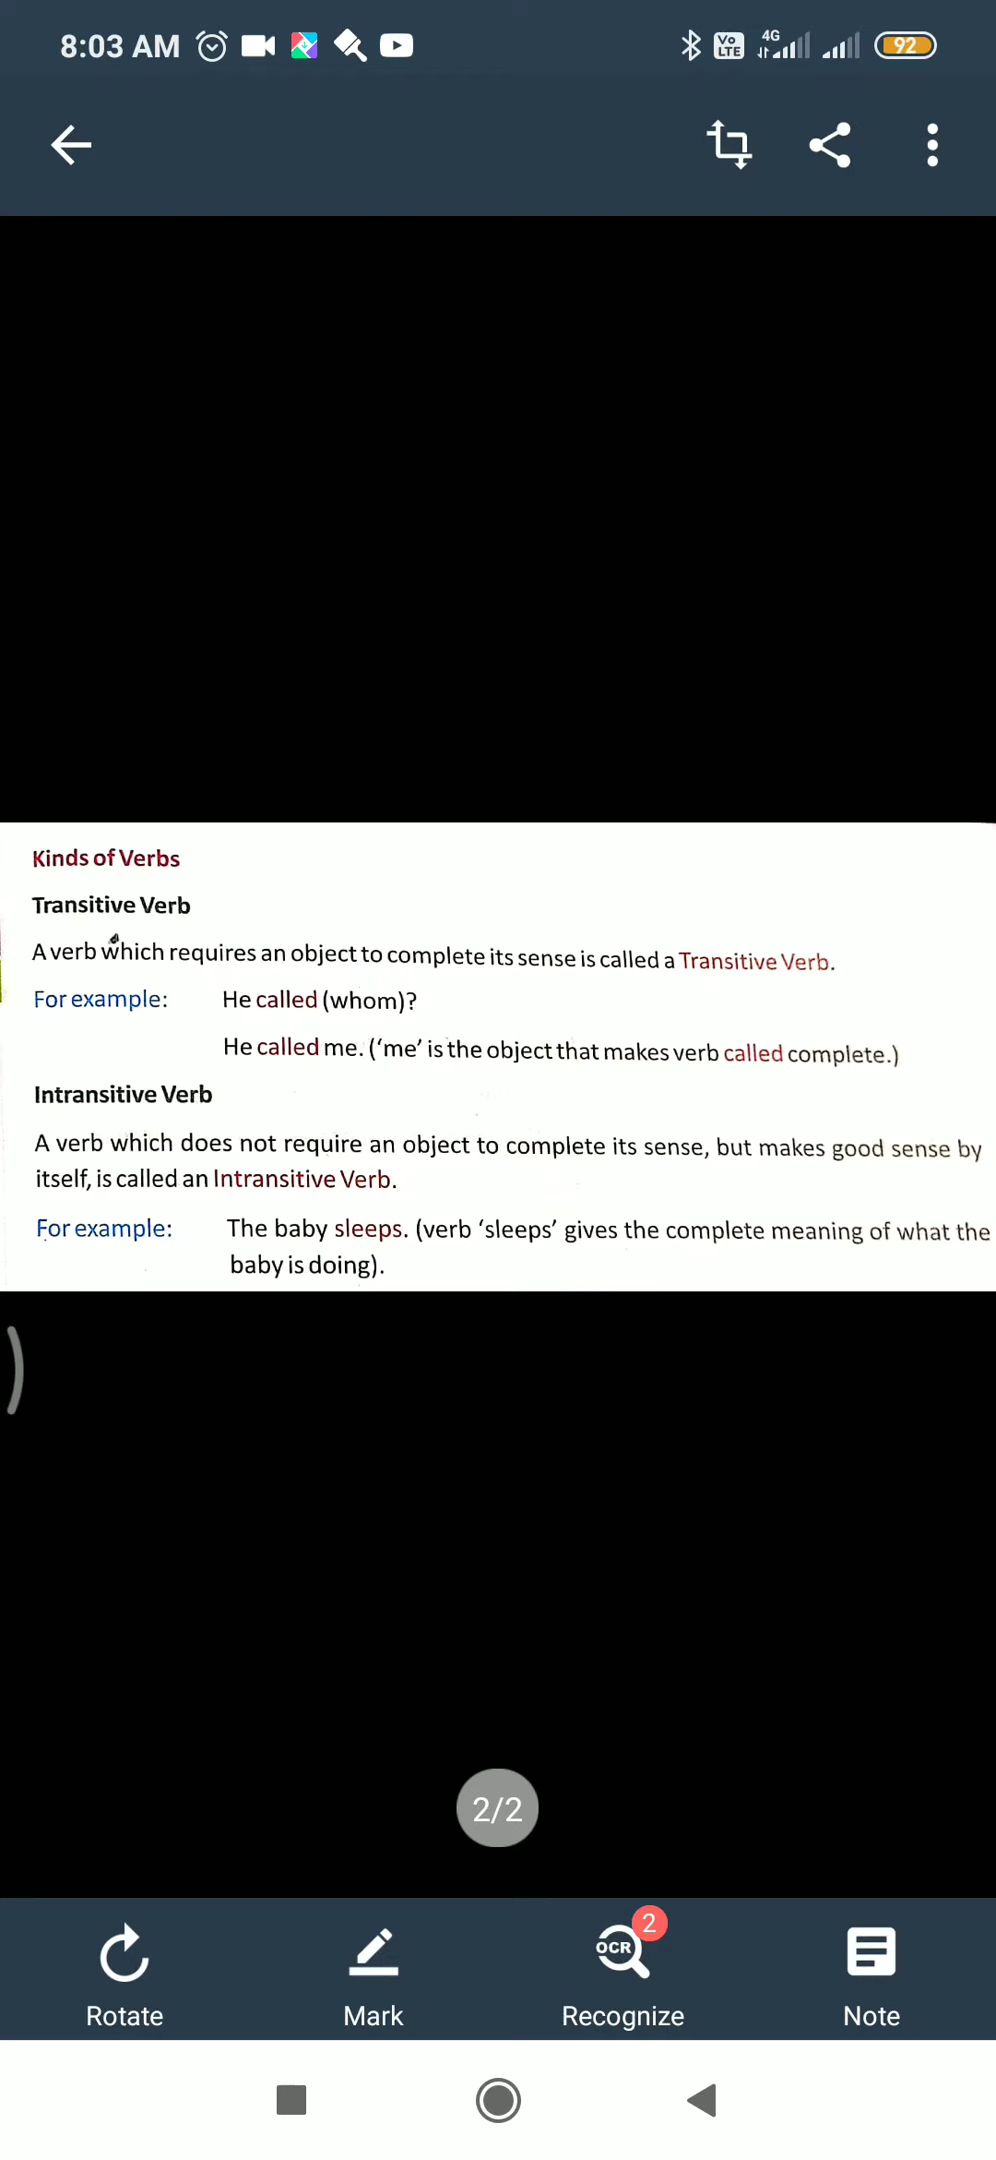 8:03 AM
Vo LTE 4G 92
Kinds of Verbs
Transitive Verb
A verb which requires an object to complete its sense is called a Transitive Verb.
For example: He called (whom)?
He called me. (‘me’ is the object that makes verb called complete.)
Intransitive Verb
A verb which does not require an object to complete its sense, but makes good sense by
itself, is called an Intransitive Verb.
For example: The baby sleeps. (verb ‘sleeps’ gives the complete meaning of what the
baby is doing).
2/2
OCR 2
Rotate Mark Recognize Note